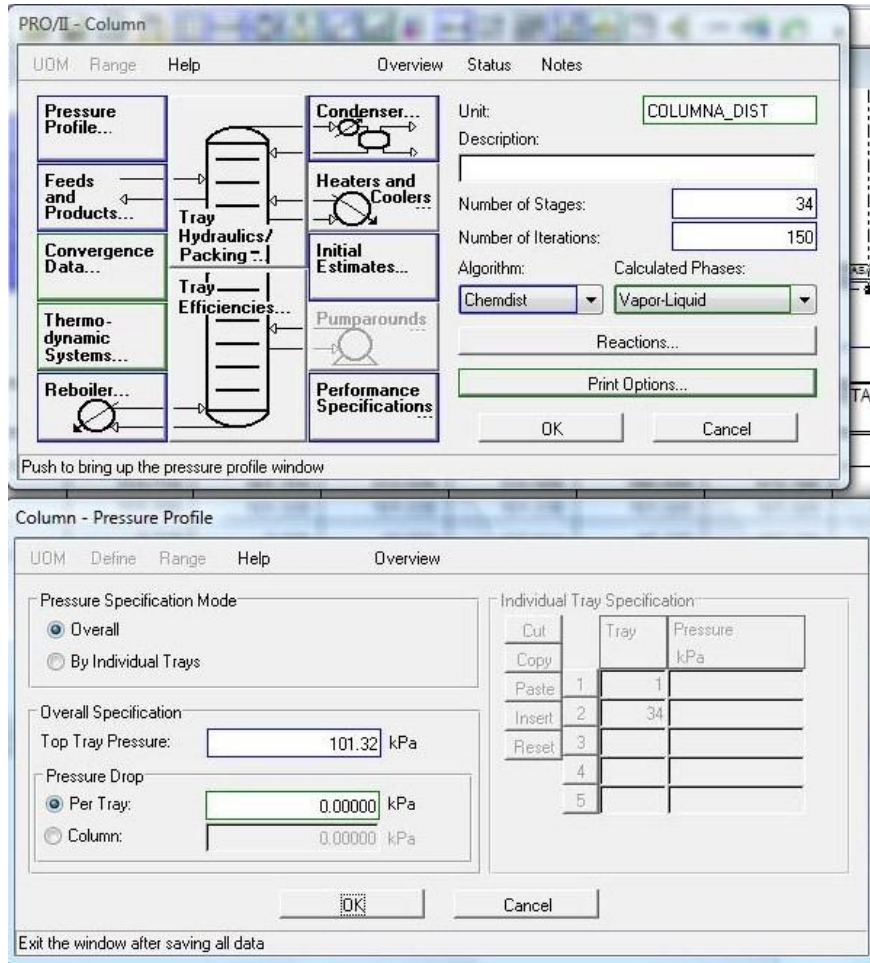 PRO/II - Column
UOM Range Help Overview Status Notes
Pressure
Profile...
Feeds
and
Products...
Convergence
Data...
Thermo-
dynamic
Systems...
Reboiler...
Tray
Hydraulics/
Packing ...
Tray
Efficiencies...
Condenser...
Heaters and
Coolers
...
Initial
Estimates...
Pumparounds
Performance
Specifications
...
Unit: COLUMNA_DIST
Description:
Number of Stages: 34
Number of Iterations: 150
Algorithm: Calculated Phases:
Chemdist Vapor-Liquid
Reactions...
Print Options...
OK Cancel
Push to bring up the pressure profile window
TA
Column - Pressure Profile
UOM Define Range Help Overview
Pressure Specification Mode
Overall
By Individual Trays
Overall Specification
Top Tray Pressure: 101.32 kPa
Pressure Drop
Per Tray: 0.00000 kPa
Column: 0.00000 kPa
Individual Tray Specification
Cut
Copy
Paste
Insert
Reset
Tray Pressure
kPa
1 1
2 34
3
4
5
OK Cancel
Exit the window after saving all data